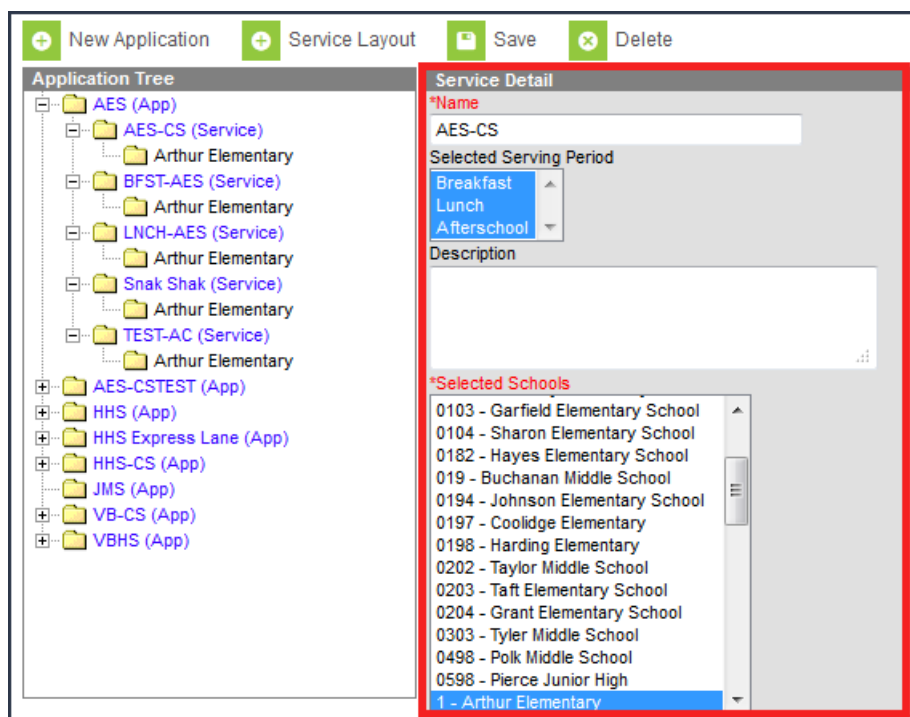 New Application Service Layout Save Delete
Application Tree
AES (App)
AES-CS (Service)
Arthur Elementary
BFST-AES (Service)
Arthur Elementary
LNCH-AES (Service)
Arthur Elementary
Snak Shak (Service)
Arthur Elementary
TEST-AC (Service)
Arthur Elementary
AES-CSTEST (App)
HHS (App)
HHS Express Lane (App)
HHS-CS (App)
JMS (App)
VB-CS (App)
VBHS (App)
Service Detail
*Name
AES-CS
Selected Serving Period
Breakfast
Lunch
Afterschool
Description
*Selected Schools
0103 - Garfield Elementary School
0104 - Sharon Elementary School
0182 - Hayes Elementary School
019 - Buchanan Middle School
0194 - Johnson Elementary School
0197 - Coolidge Elementary
0198 - Harding Elementary
0202 - Taylor Middle School
0203 - Taft Elementary School
0204 - Grant Elementary School
0303 - Tyler Middle School
0498 - Polk Middle School
0598 - Pierce Junior High
1 - Arthur Elementary